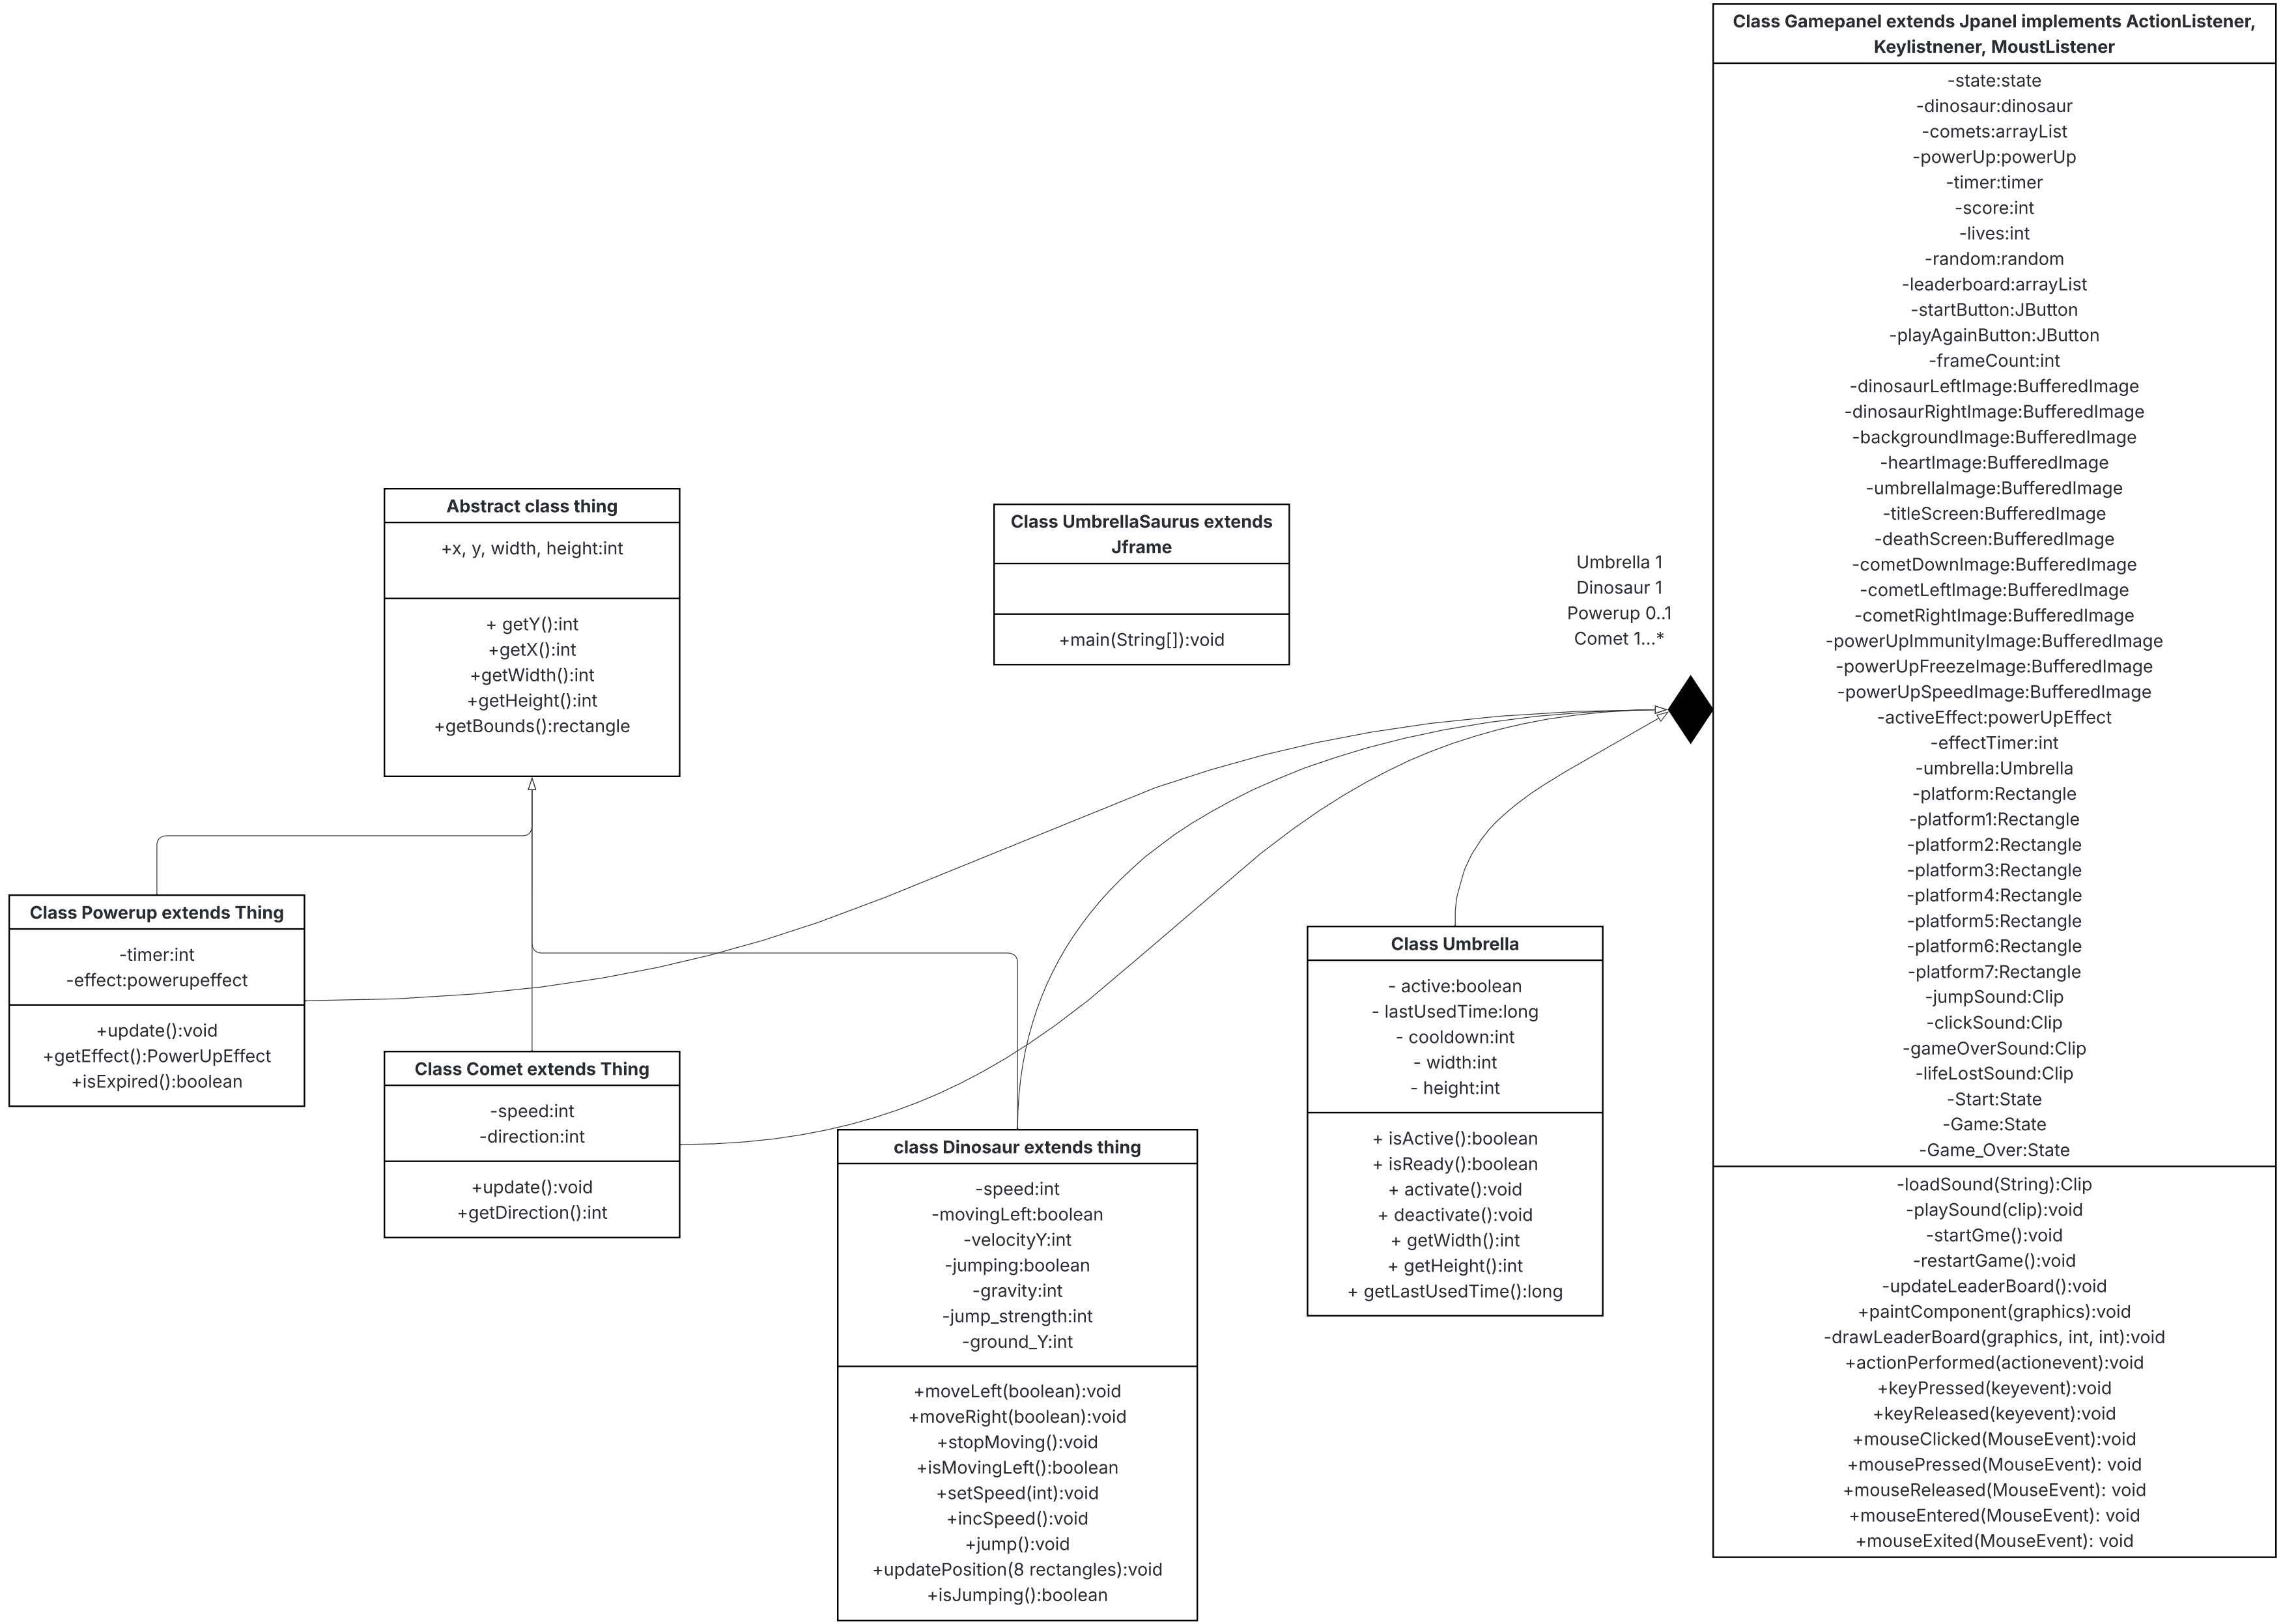 Class Gamepanel extends Jpanel implements ActionListener,
Keylistnener, MoustListener
-state:state
-dinosaur:dinosaur
-comets:arrayList
-powerUp:powerUp
-timer:timer
-score:int
-lives:int
-random:random
-leaderboard:arrayList
-startButton:JButton
-playAgainButton:JButton
-frameCount:int
-dinosaurLeftImage:BufferedImage
-dinosaurRightImage:BufferedImage
-backgroundImage:BufferedImage
-heartImage:BufferedImage
-umbrellaImage:BufferedImage
-titleScreen:BufferedImage
-deathScreen:BufferedImage
-cometDownImage:BufferedImage
-cometLeftImage:BufferedImage
-cometRightImage:BufferedImage
-powerUpImmunityImage:BufferedImage
-powerUpFreezeImage:BufferedImage
-powerUpSpeedImage:BufferedImage
-activeEffect:powerUpEffect
-effectTimer:int
-umbrella:Umbrella
-platform:Rectangle
-platform1:Rectangle
-platform2:Rectangle
-platform3:Rectangle
-platform4:Rectangle
-platform5:Rectangle
-platform6:Rectangle
-platform7:Rectangle
-jumpSound:Clip
-clickSound:Clip
-gameOverSound:Clip
-lifeLostSound:Clip
-Start:State
-Game:State
-Game_Over:State
-loadSound(String):Clip
-playSound(clip):void
-startGme():void
-restartGame():void
-updateLeaderBoard():void
+paintComponent(graphics):void
-drawLeaderBoard(graphics, int, int):void
+actionPerformed(actionevent):void
+keyPressed(keyevent):void
+keyReleased(keyevent):void
+mouseClicked(MouseEvent):void
+mousePressed(MouseEvent): void
+mouseReleased(MouseEvent): void
+mouseEntered(MouseEvent): void
+mouseExited(MouseEvent): void
Abstract class thing
+x, y, width, height:int
+ getY():int
+getX():int
+getWidth():int
+getHeight():int
+getBounds():rectangle
Class UmbrellaSaurus extends
Jframe
+main(String[]):void
Umbrella 1
Dinosaur 1
Powerup 0..1
Comet 1...*
Class Powerup extends Thing
-timer:int
-effect:powerupeffect
+update():void
+getEffect():PowerUpEffect
+isExpired():boolean
Class Comet extends Thing
-speed:int
-direction:int
+update():void
+getDirection():int
class Dinosaur extends thing
-speed:int
-movingLeft:boolean
-velocityY:int
-jumping:boolean
-gravity:int
-jump_strength:int
-ground_Y:int
+moveLeft(boolean):void
+moveRight(boolean):void
+stopMoving():void
+isMovingLeft():boolean
+setSpeed(int):void
+incSpeed():void
+jump():void
+updatePosition(8 rectangles):void
+isJumping():boolean
Class Umbrella
- active:boolean
- lastUsedTime:long
- cooldown:int
- width:int
- height:int
+ isActive():boolean
+ isReady():boolean
+ activate():void
+ deactivate():void
+ getWidth():int
+ getHeight():int
+ getLastUsedTime():long